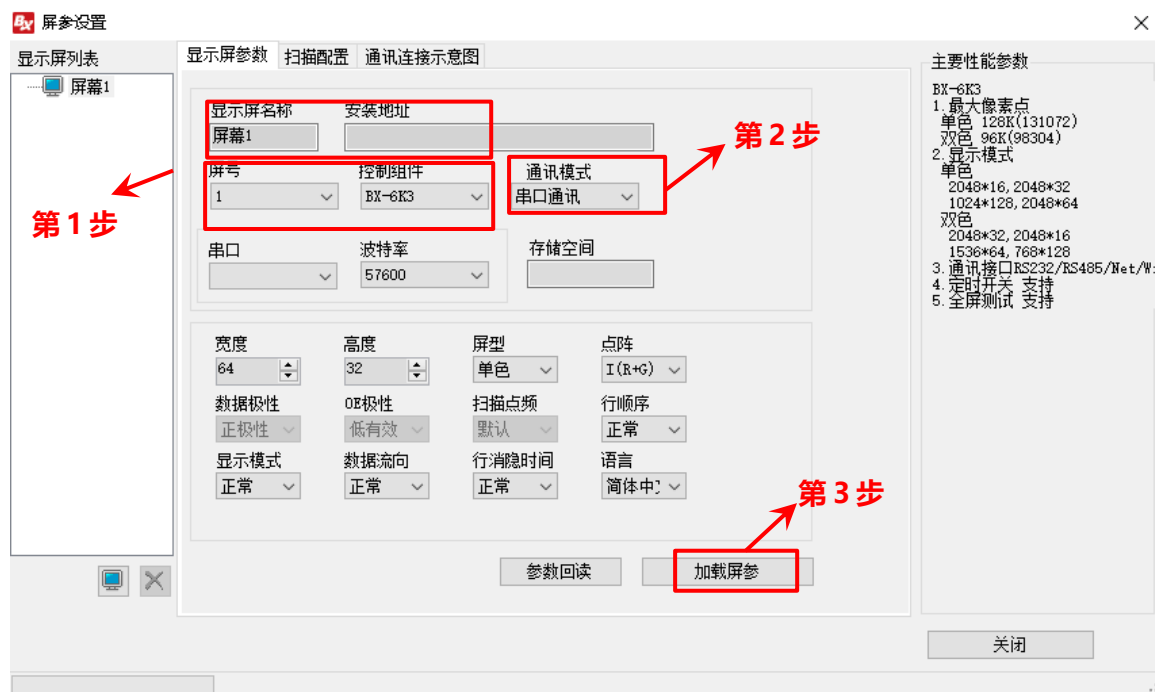 屏参设置
显示屏列表
屏幕1
显示屏参数 扫描配置 通讯连接示意图
显示屏名称 安装地址
屏幕1
屏号 控制组件 通讯模式
1 BX-6K3 串口通讯
串口 波特率 存储空间
57600
第1步
第2步
宽度 高度 屏型 点阵
64 32 单色 I(R+G)
数据极性 OE极性 扫描点频 行顺序
正极性 低有效 默认 正常
显示模式 数据流向 行消隐时间 语言
正常 正常 正常 简体中
第3步
参数回读 加载屏参
主要性能参数
BX-6K3
1.最大像素点
单色 128K(131072)
双色 96K(98304)
2.显示模式
单色
2048*16,2048*32
1024*128,2048*64
双色
2048*32,2048*16
1536*64,768*128
3.通讯接口RS232/RS485/Net/W
4.定时开关 支持
5.全屏测试 支持
关闭